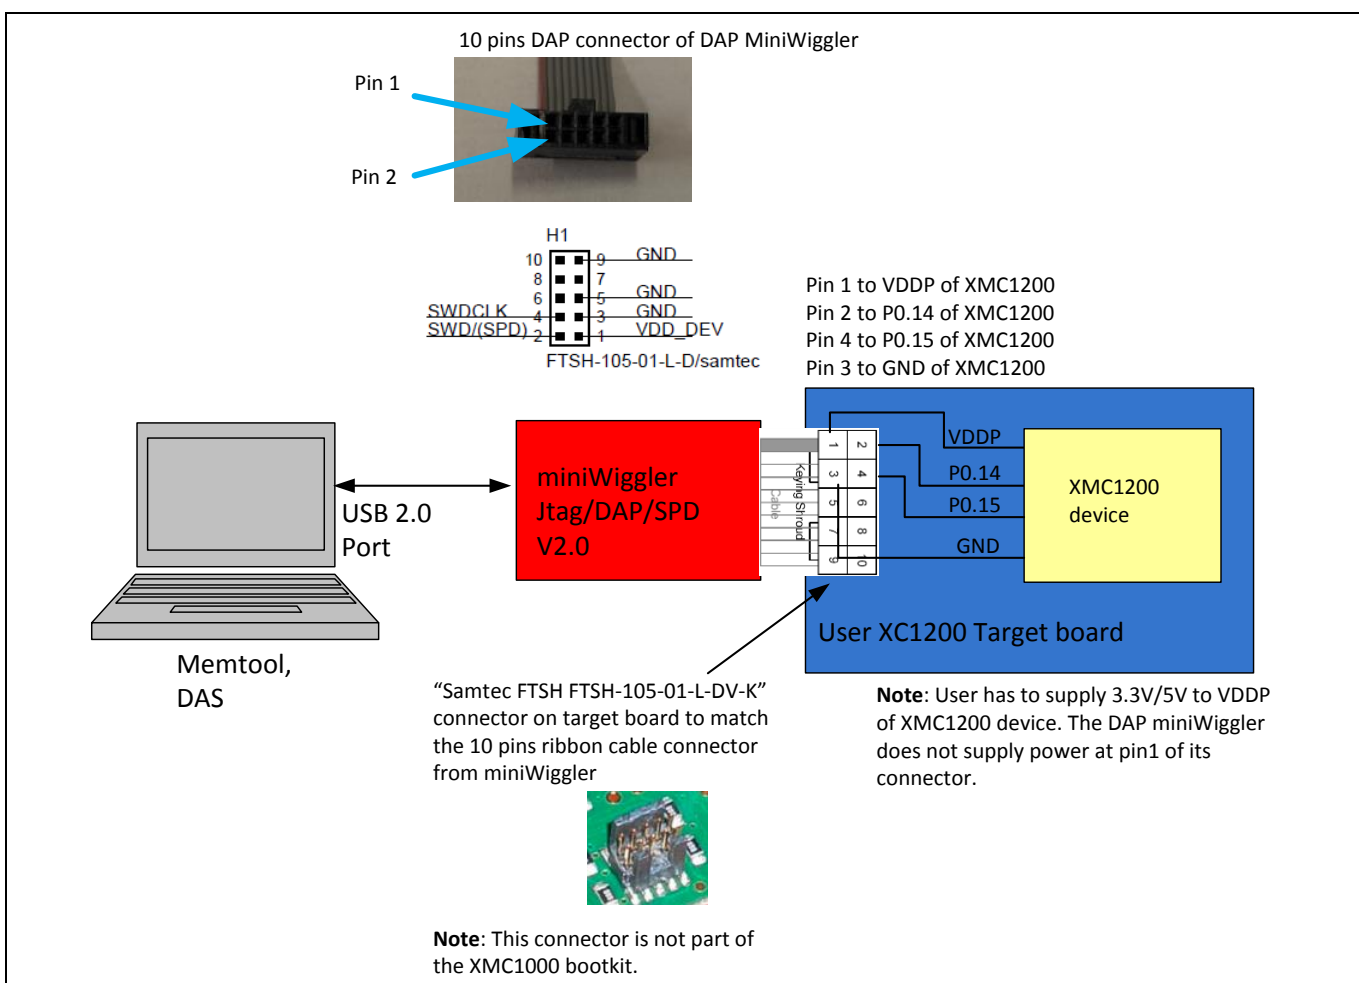 10 pins DAP connector of DAP MiniWiggler
Pin 1
Pin 2
H1
10 9 GND
8 7
6 5 GND
SWDCLK 4 3 GND
SWD/(SPD) 2 1 VDD_DEV
FTSH-105-01-L-D/samtec
Pin 1 to VDDP of XMC1200
Pin 2 to P0.14 of XMC1200
Pin 4 to P0.15 of XMC1200
Pin 3 to GND of XMC1200
USB 2.0
Port
Memtool,
DAS
miniWiggler
Jtag/DAP/SPD
V2.0
Cable
Keying Shroud
1 2
3 4
5 6
7 8
9 10
VDDP
P0.14
P0.15
GND
XMC1200
device
User XC1200 Target board
“Samtec FTSH FTSH-105-01-L-DV-K”
connector on target board to match
the 10 pins ribbon cable connector
from miniWiggler
Note: User has to supply 3.3V/5V to VDDP
of XMC1200 device. The DAP miniWiggler
does not supply power at pin1 of its
connector.
Note: This connector is not part of
the XMC1000 bootkit.